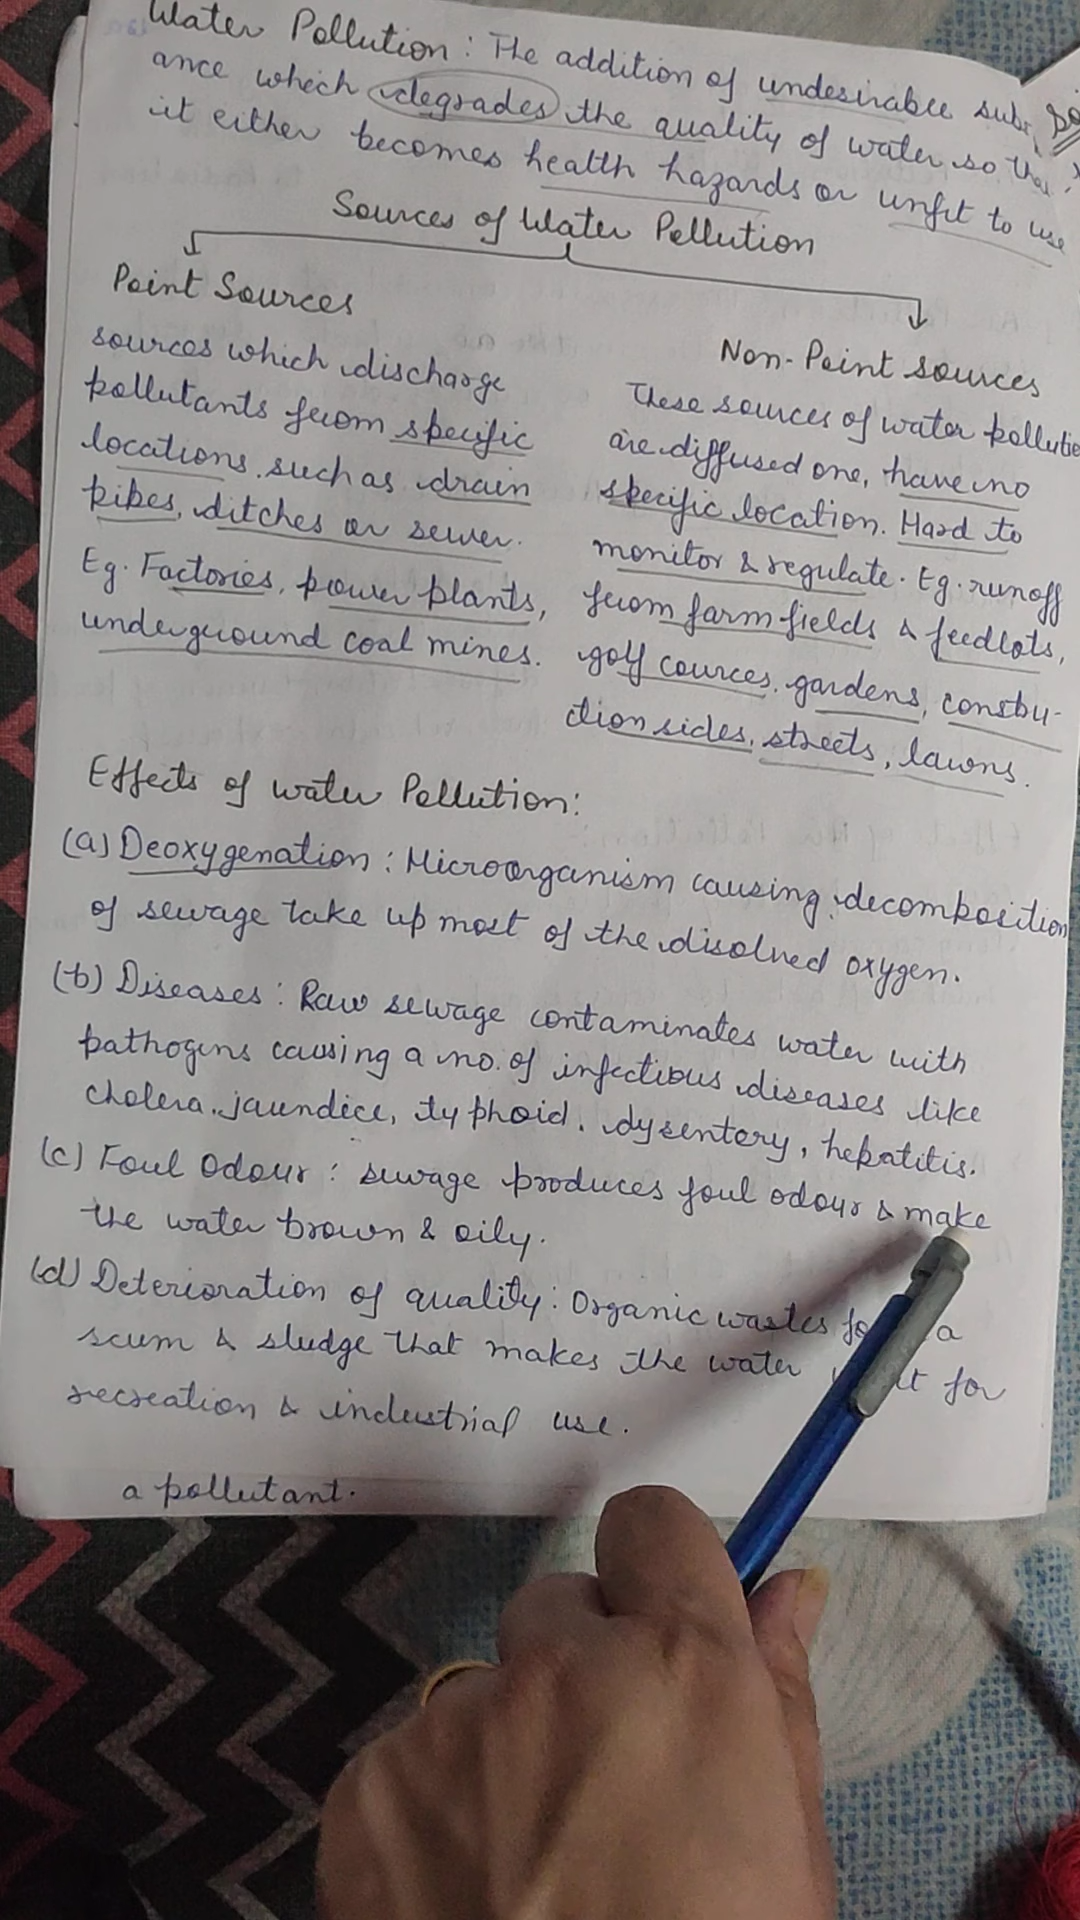 Water Pollution: The addition of undesirable subst
ance which degrades the quality of water so that
it either becomes health hazards or unfit to use
Sources of Water Pollution
Point Sources
sources which discharge
pollutants from specific
locations, such as drain
pipes, ditches or sewer.
Eg. Factories, power plants,
underground coal mines.
Non-Point Sources
These sources of water pollutio
are diffused one, have no
specific location. Hard to
monitor & regulate. Eg. runoff
from farm fields & feedlots,
golf cources, gardens, constru-
ction sides, streets, lawns.
Effects of water Pollution:
(a) Deoxygenation: Microorganism causing decomposition
of sewage take up most of the disolved oxygen.
(b) Diseases: Raw sewage contaminates water with
pathogens causing a no. of infectious diseases like
cholera, jaundice, typhoid, dysentery, hepatitis.
(c) Foul Odour: sewage produces foul odour & make
the water brown & oily.
(d) Deterioration of quality: Organic wastes a
scum & sludge that makes the water for
recreation & industrial use.
a pollutant.